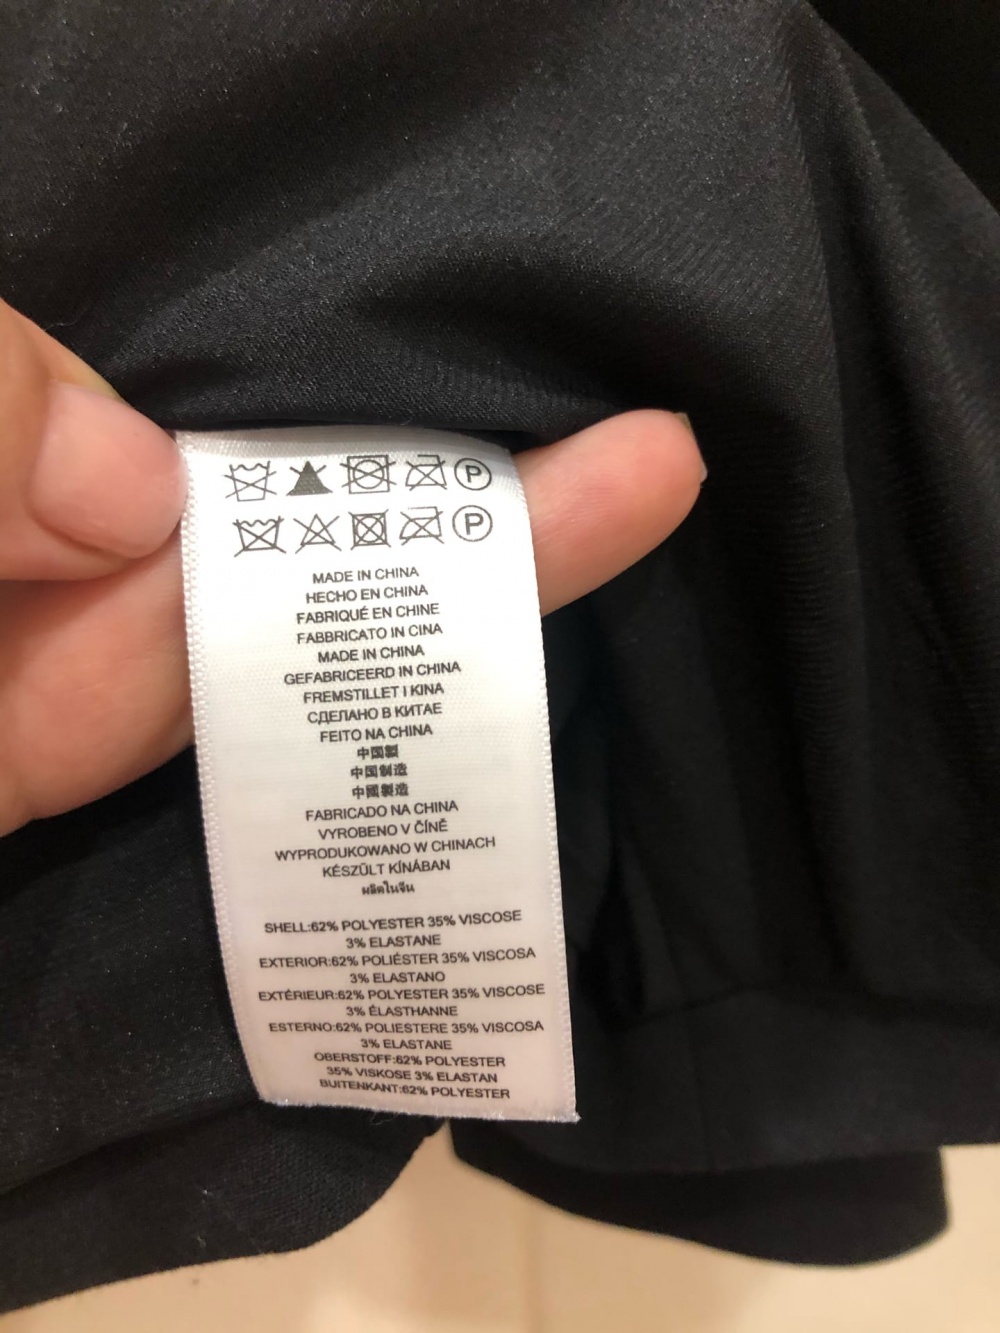 P
P
MADE IN CHINA
HECHO EN CHINA
FABRIQUÉ EN CHINE
FABBRICATO IN CINA
MADE IN CHINA
GEFABRICEERD IN CHINA
FREMSTILLET I KINA
СДЕЛАНО В КИТАЕ
FEITO NA CHINA
中国製
中国制造
中國製造
FABRICADO NA CHINA
VYROBENO V ČÍNĚ
WYPRODUKOWANO W CHINACH
KÉSZÜLT KÍNÁBAN
ผลิตในจีน
SHELL:62% POLYESTER 35% VISCOSE
3% ELASTANE
EXTERIOR:62% POLIÉSTER 35% VISCOSA
3% ELASTANO
EXTÉRIEUR:62% POLYESTER 35% VISCOSE
3% ÉLASTHANNE
ESTERNO:62% POLIESTERE 35% VISCOSA
3% ELASTANE
OBERSTOFF:62% POLYESTER
35% VISKOSE 3% ELASTAN
BUITENKANT:62% POLYESTER